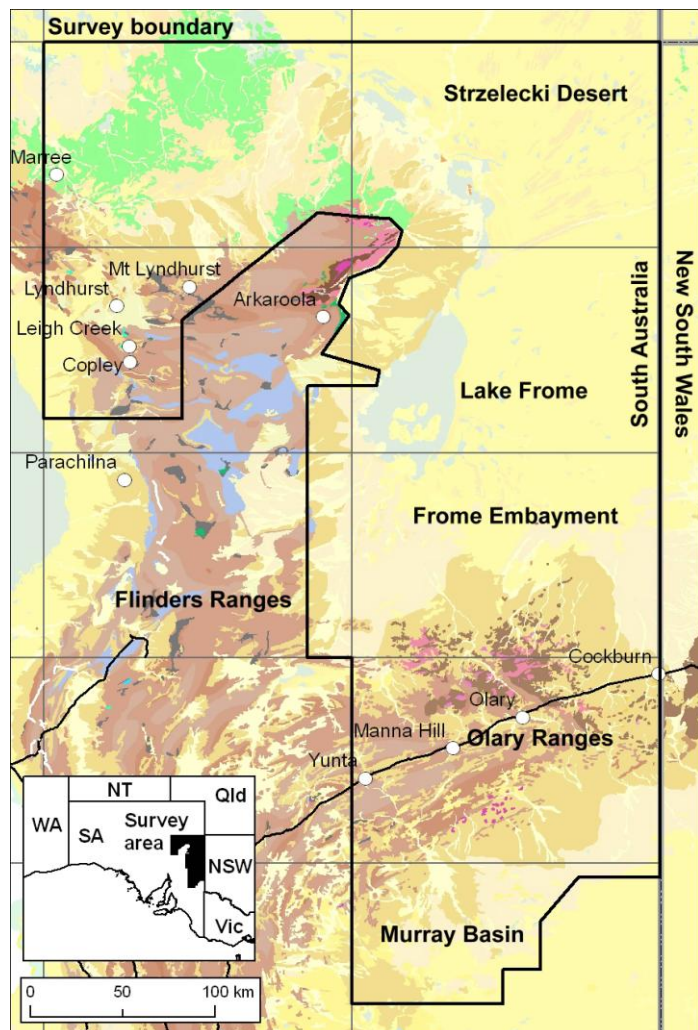 Survey boundary
Strzelecki Desert
Marree
Mt Lyndhurst
Lyndhurst
Arkaroola
Leigh Creek
Copley
South Australia
New South Wales
Lake Frome
Parachilna
Frome Embayment
Flinders Ranges
Cockburn
Olary
Manna Hill
Olary Ranges
Yunta
NT
Qld
WA
SA
Survey
area
NSW
Vic
Murray Basin
0 50 100 km